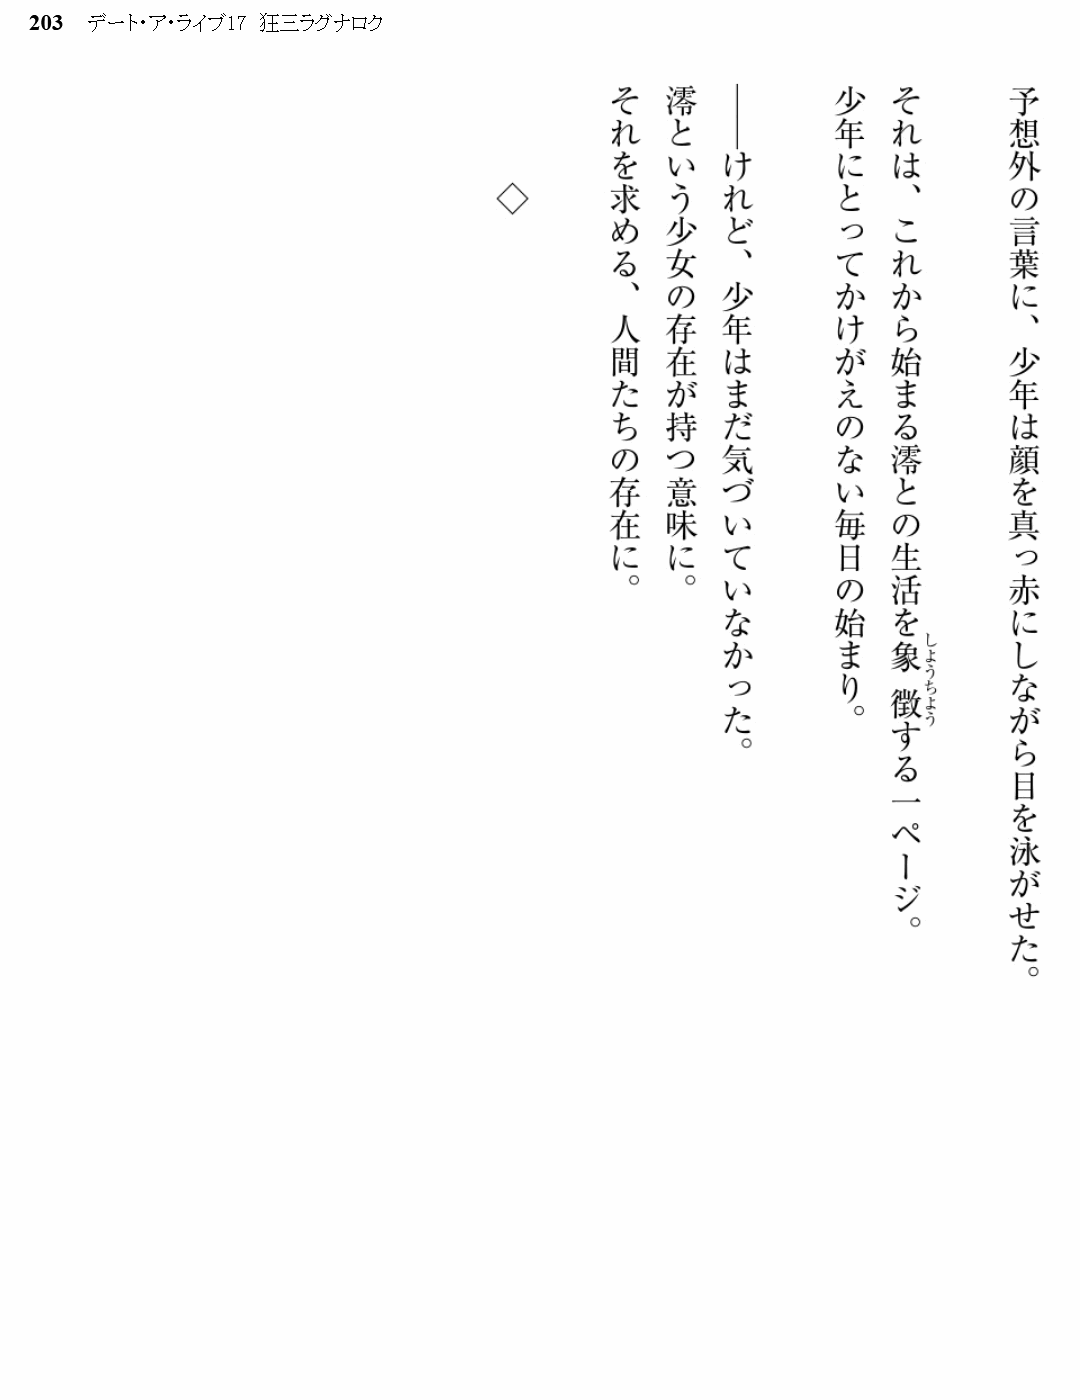 203 デート・ア・ライブ17 狂三ラグナロク
予想外の言葉に、少年は顔を真っ赤にしながら目を泳がせた。
それは、これから始まる澪との生活を象徴する一ページ。
しようちよう
少年にとってかけがえのない毎日の始まり。
――けれど、少年はまだ気づいていなかった。
澪という少女の存在が持つ意味に。
それを求める、人間たちの存在に。
◇